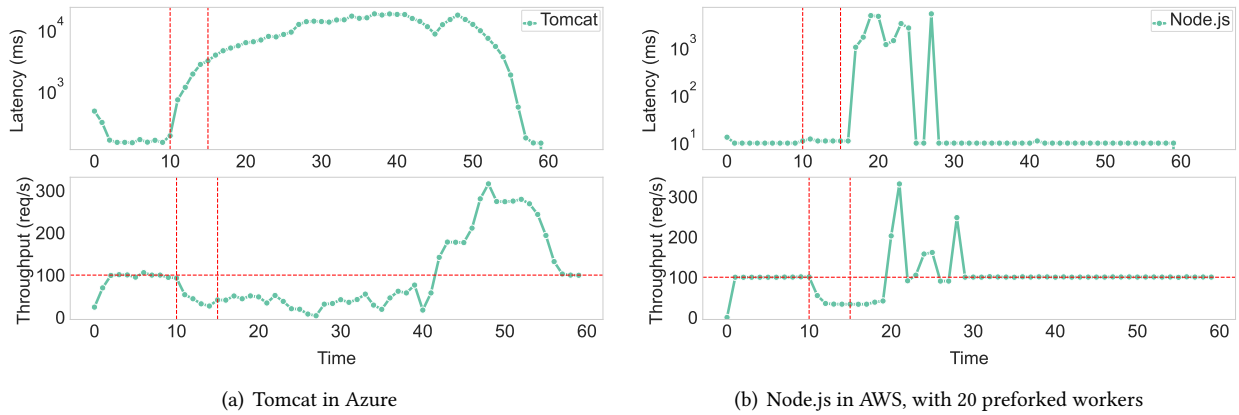 Latency (ms)
10^4
10^3
Tomcat
0 10 20 30 40 50 60
Throughput (req/s)
300
200
100
0
0 10 20 30 40 50 60
Time
(a) Tomcat in Azure
Latency (ms)
10^3
10^2
10^1
Node.js
0 10 20 30 40 50 60
Throughput (req/s)
300
200
100
0
0 10 20 30 40 50 60
Time
(b) Node.js in AWS, with 20 preforked workers